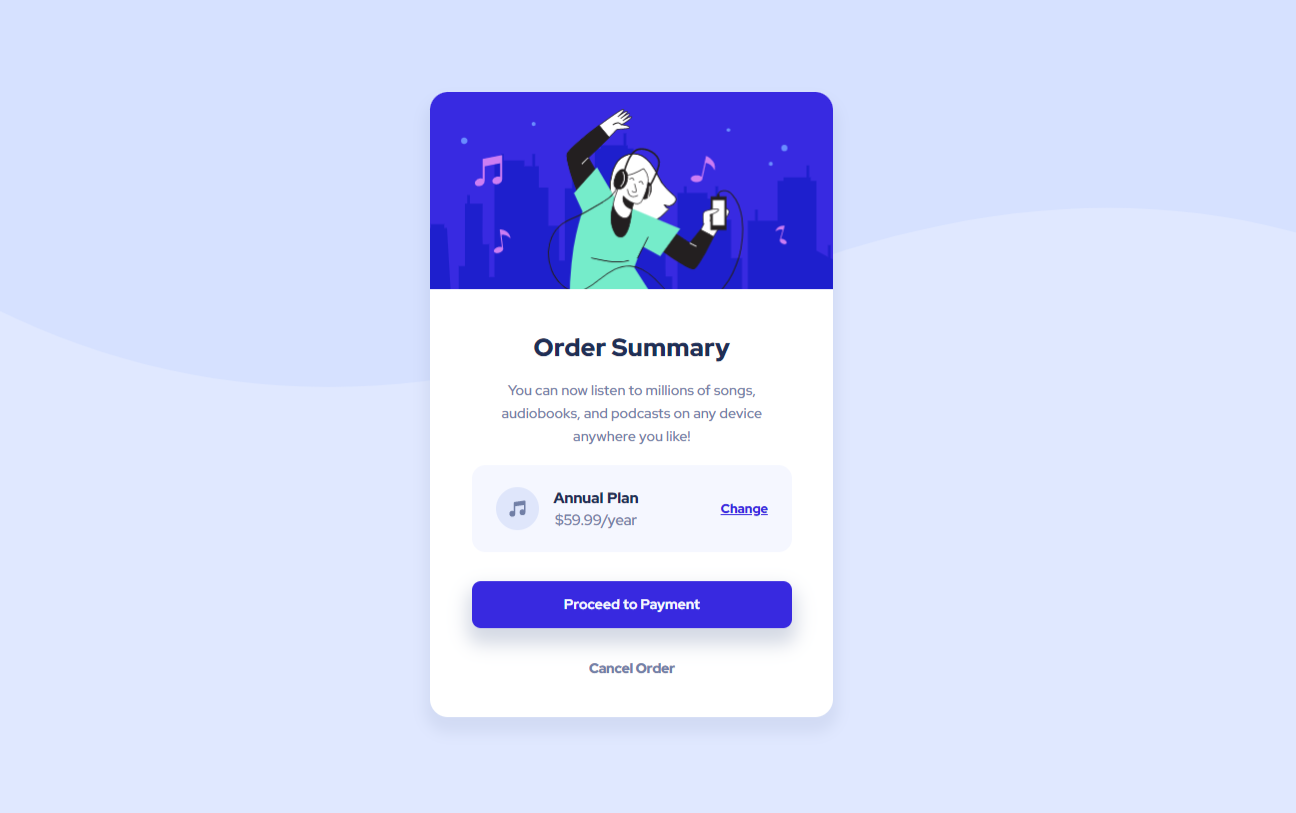 Order Summary
You can now listen to millions of songs,
audiobooks, and podcasts on any device
anywhere you like!
Annual Plan
$59.99/year
Change
Proceed to Payment
Cancel Order